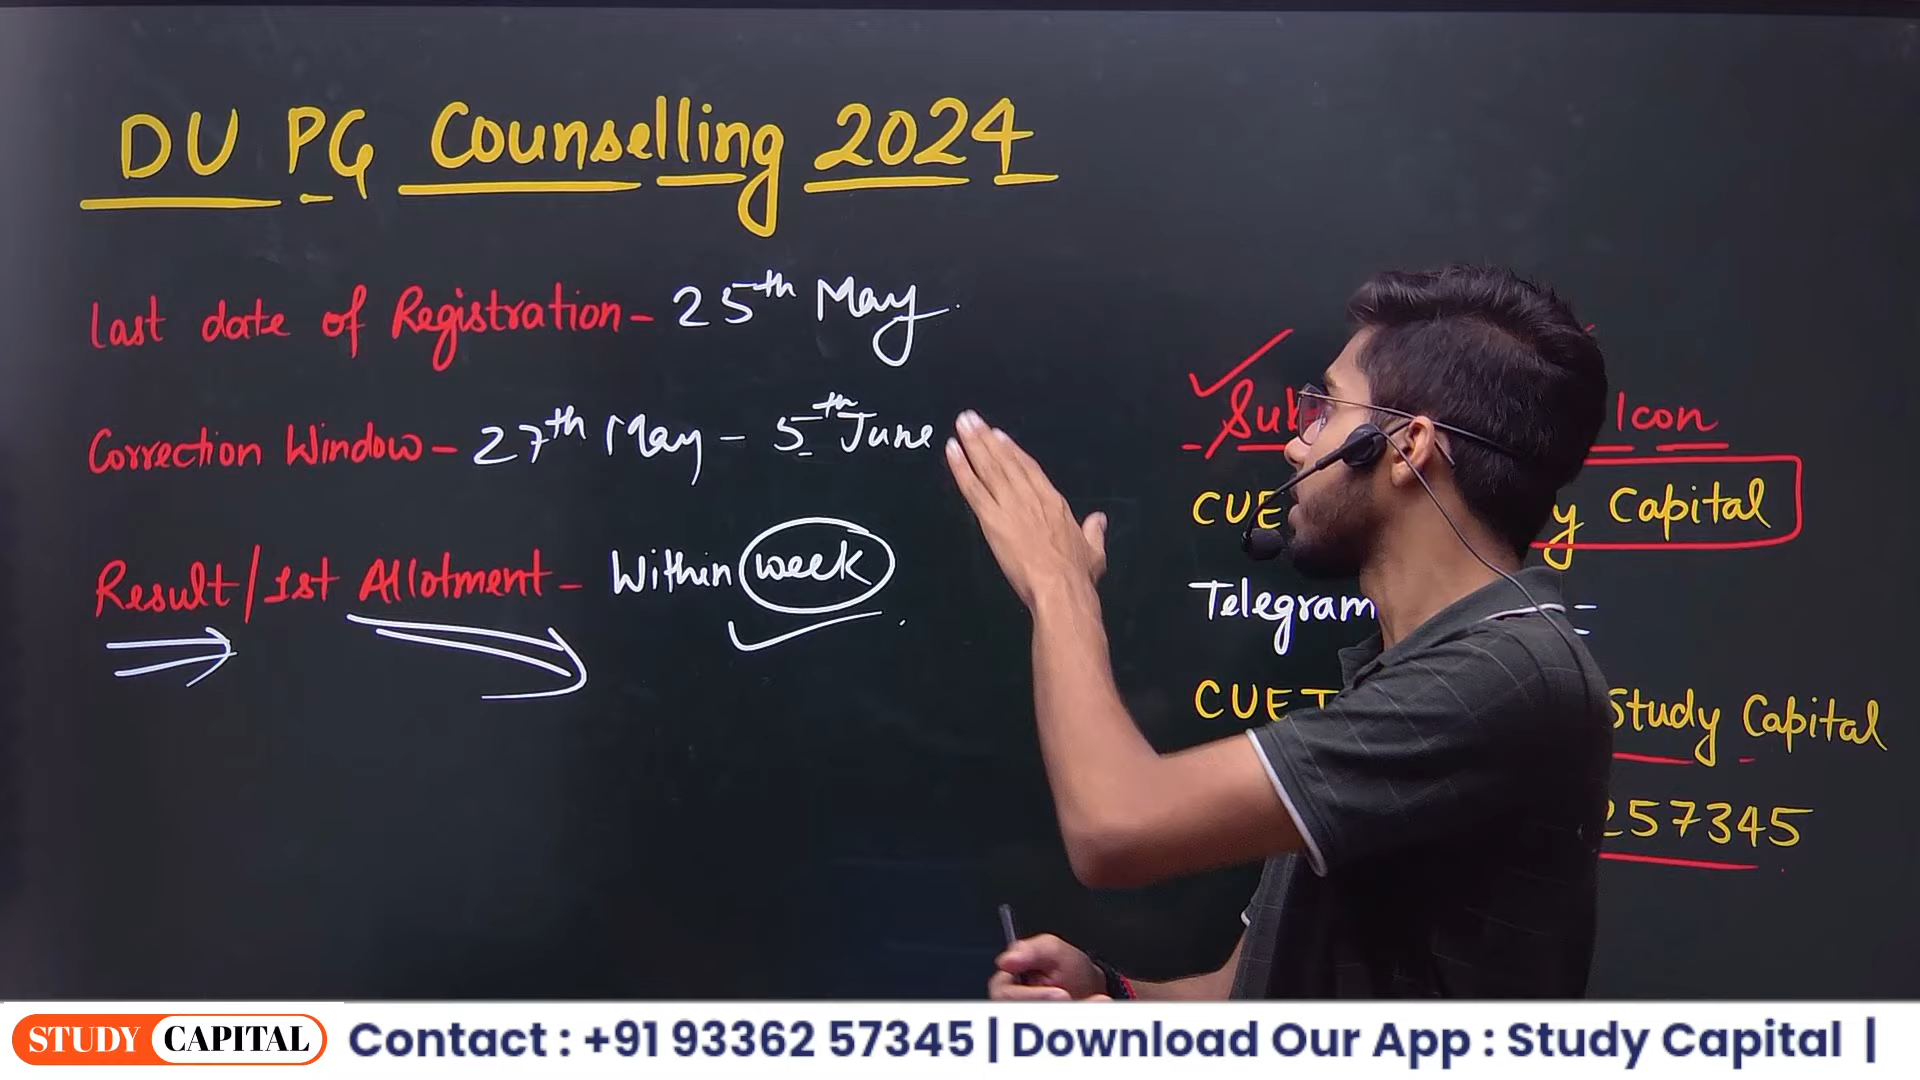 DU PG Counselling 2024
Last date of Registration - 25th May.
Correction Window - 27th May - 5th June
Result/1st Allotment - Within week
Icon
CUE Capital
Telegram =
CUET Study Capital
257345
STUDY CAPITAL Contact : +91 93362 57345 | Download Our App : Study Capital |